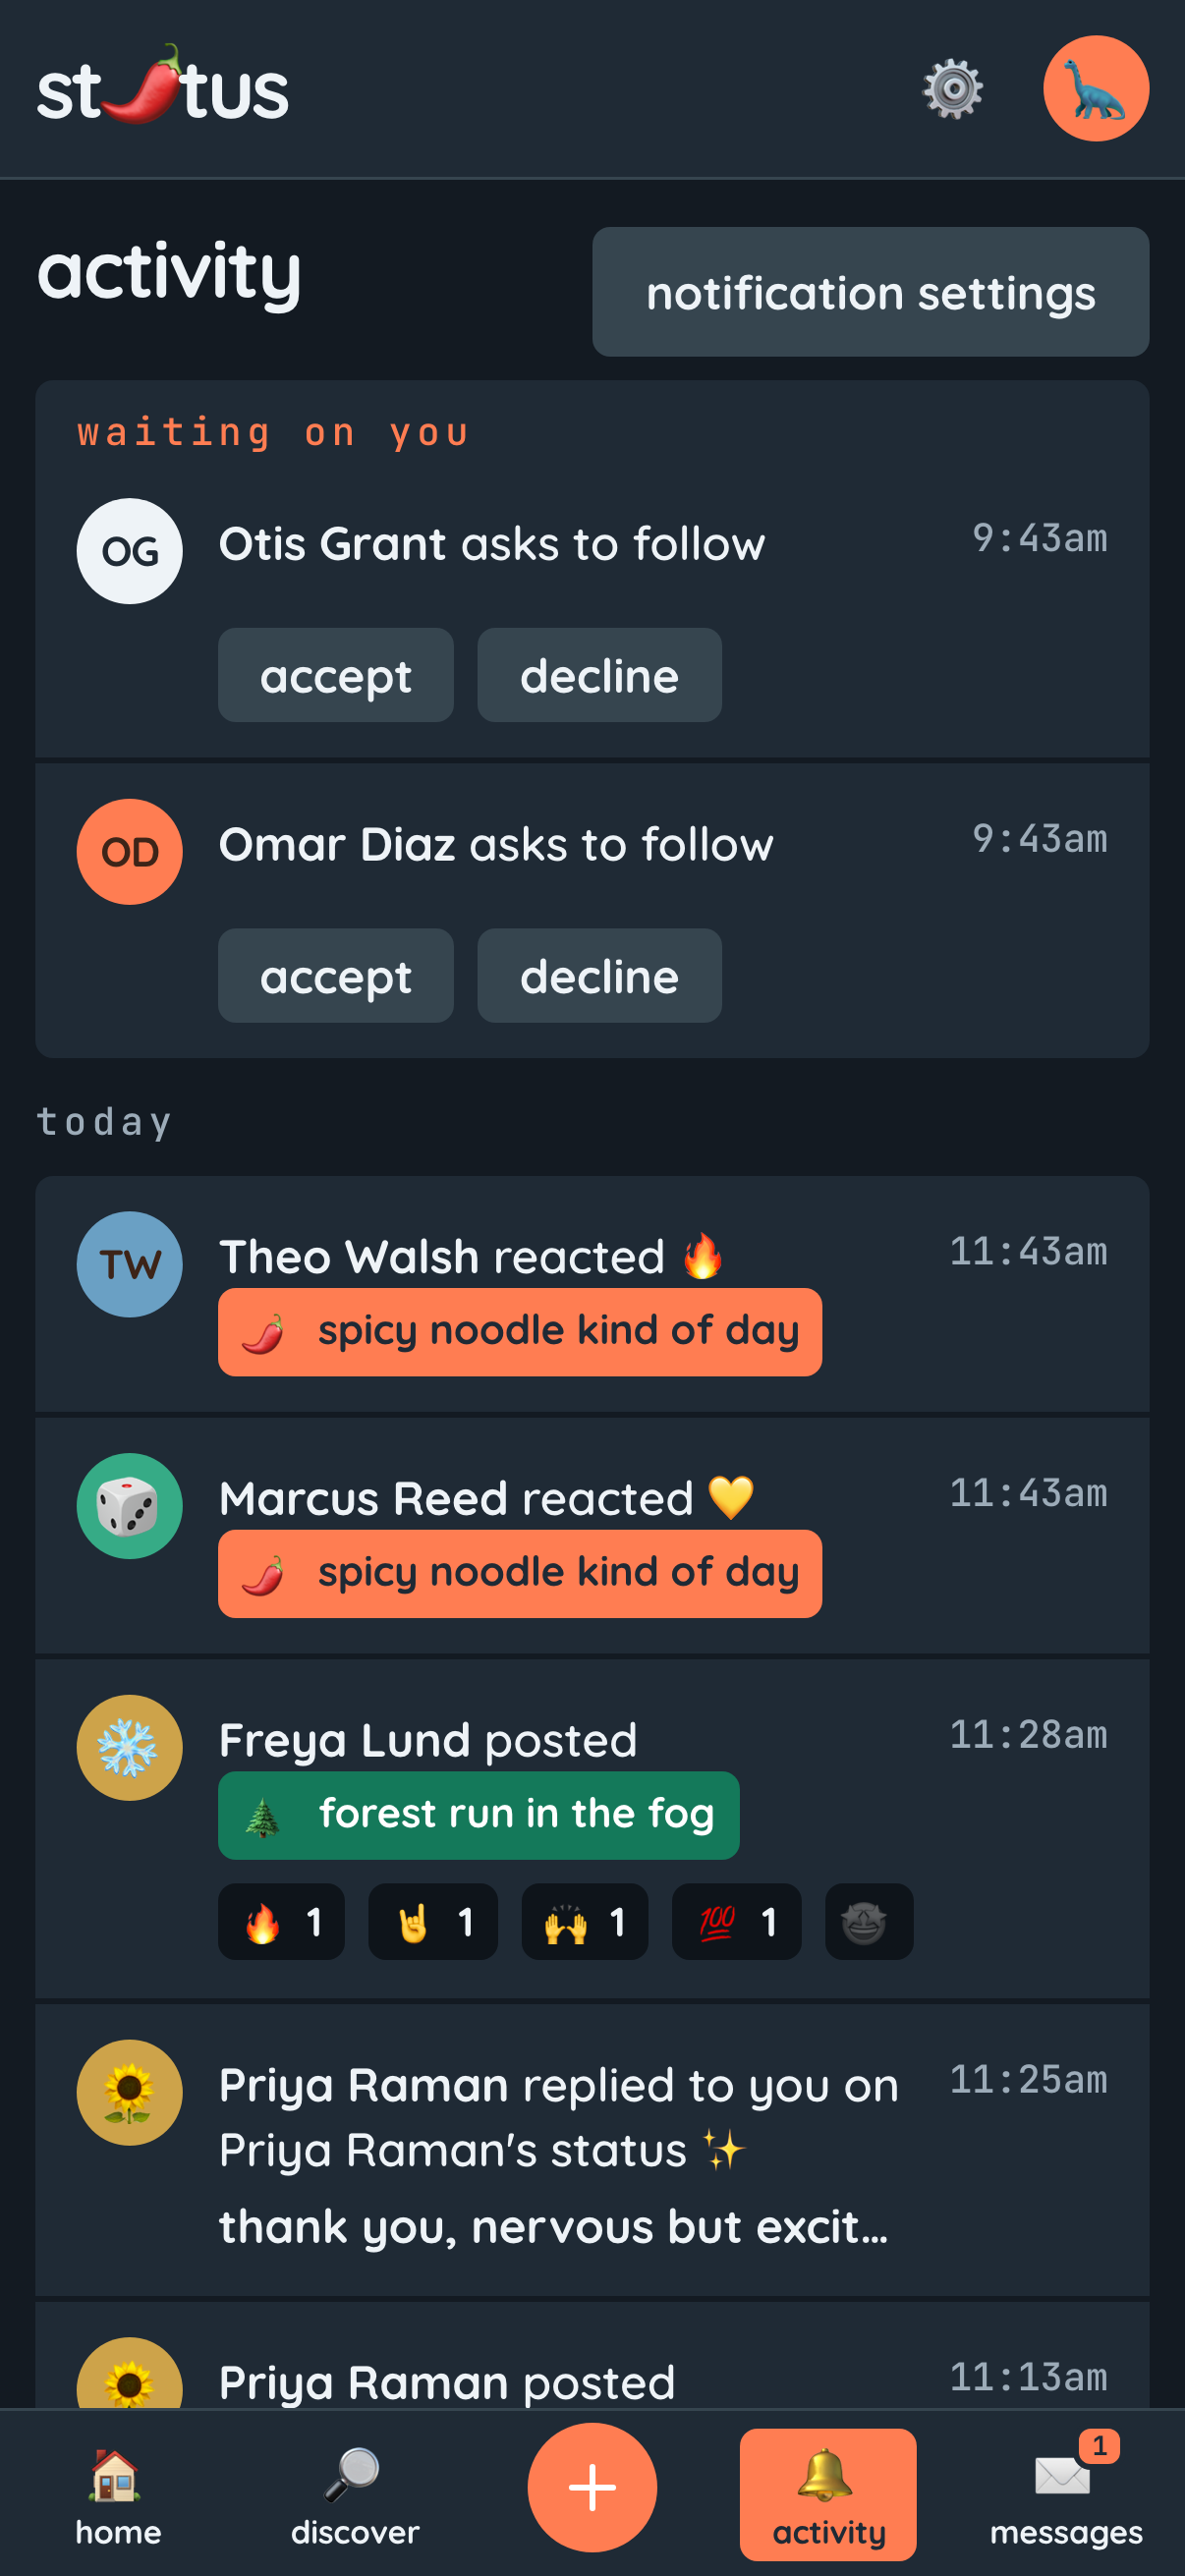 st🌶️tus
activity
notification settings
waiting on you
OG
Otis Grant asks to follow
9:43am
accept
decline
OD
Omar Diaz asks to follow
9:43am
accept
decline
today
TW
Theo Walsh reacted 🔥
11:43am
🌶️ spicy noodle kind of day
Marcus Reed reacted 💛
11:43am
🌶️ spicy noodle kind of day
Freya Lund posted
11:28am
🌲 forest run in the fog
🔥 1 🤘 1 🙌 1 💯 1 🤩
Priya Raman replied to you on
11:25am
Priya Raman's status ✨
thank you, nervous but excit…
Priya Raman posted
11:13am
home
discover
+
activity
1
messages